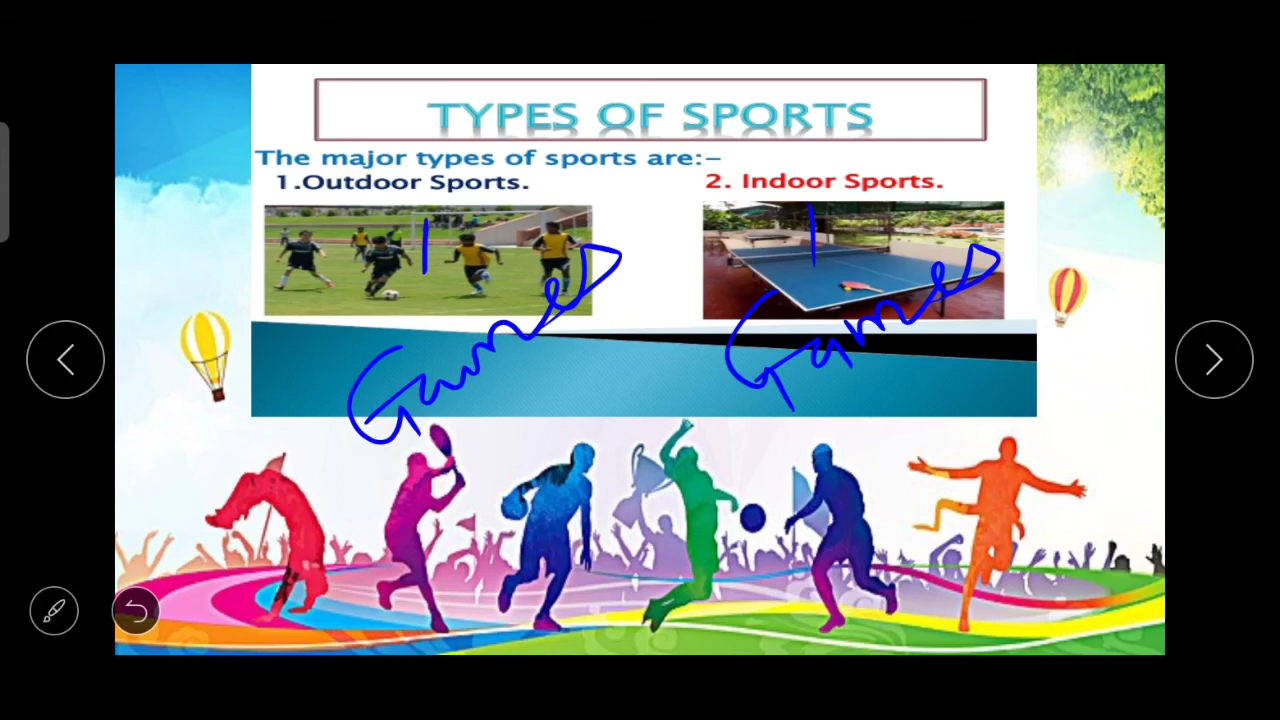 TYPES OF SPORTS
The major types of sports are:-
1.Outdoor Sports.
2. Indoor Sports.
Games
Games